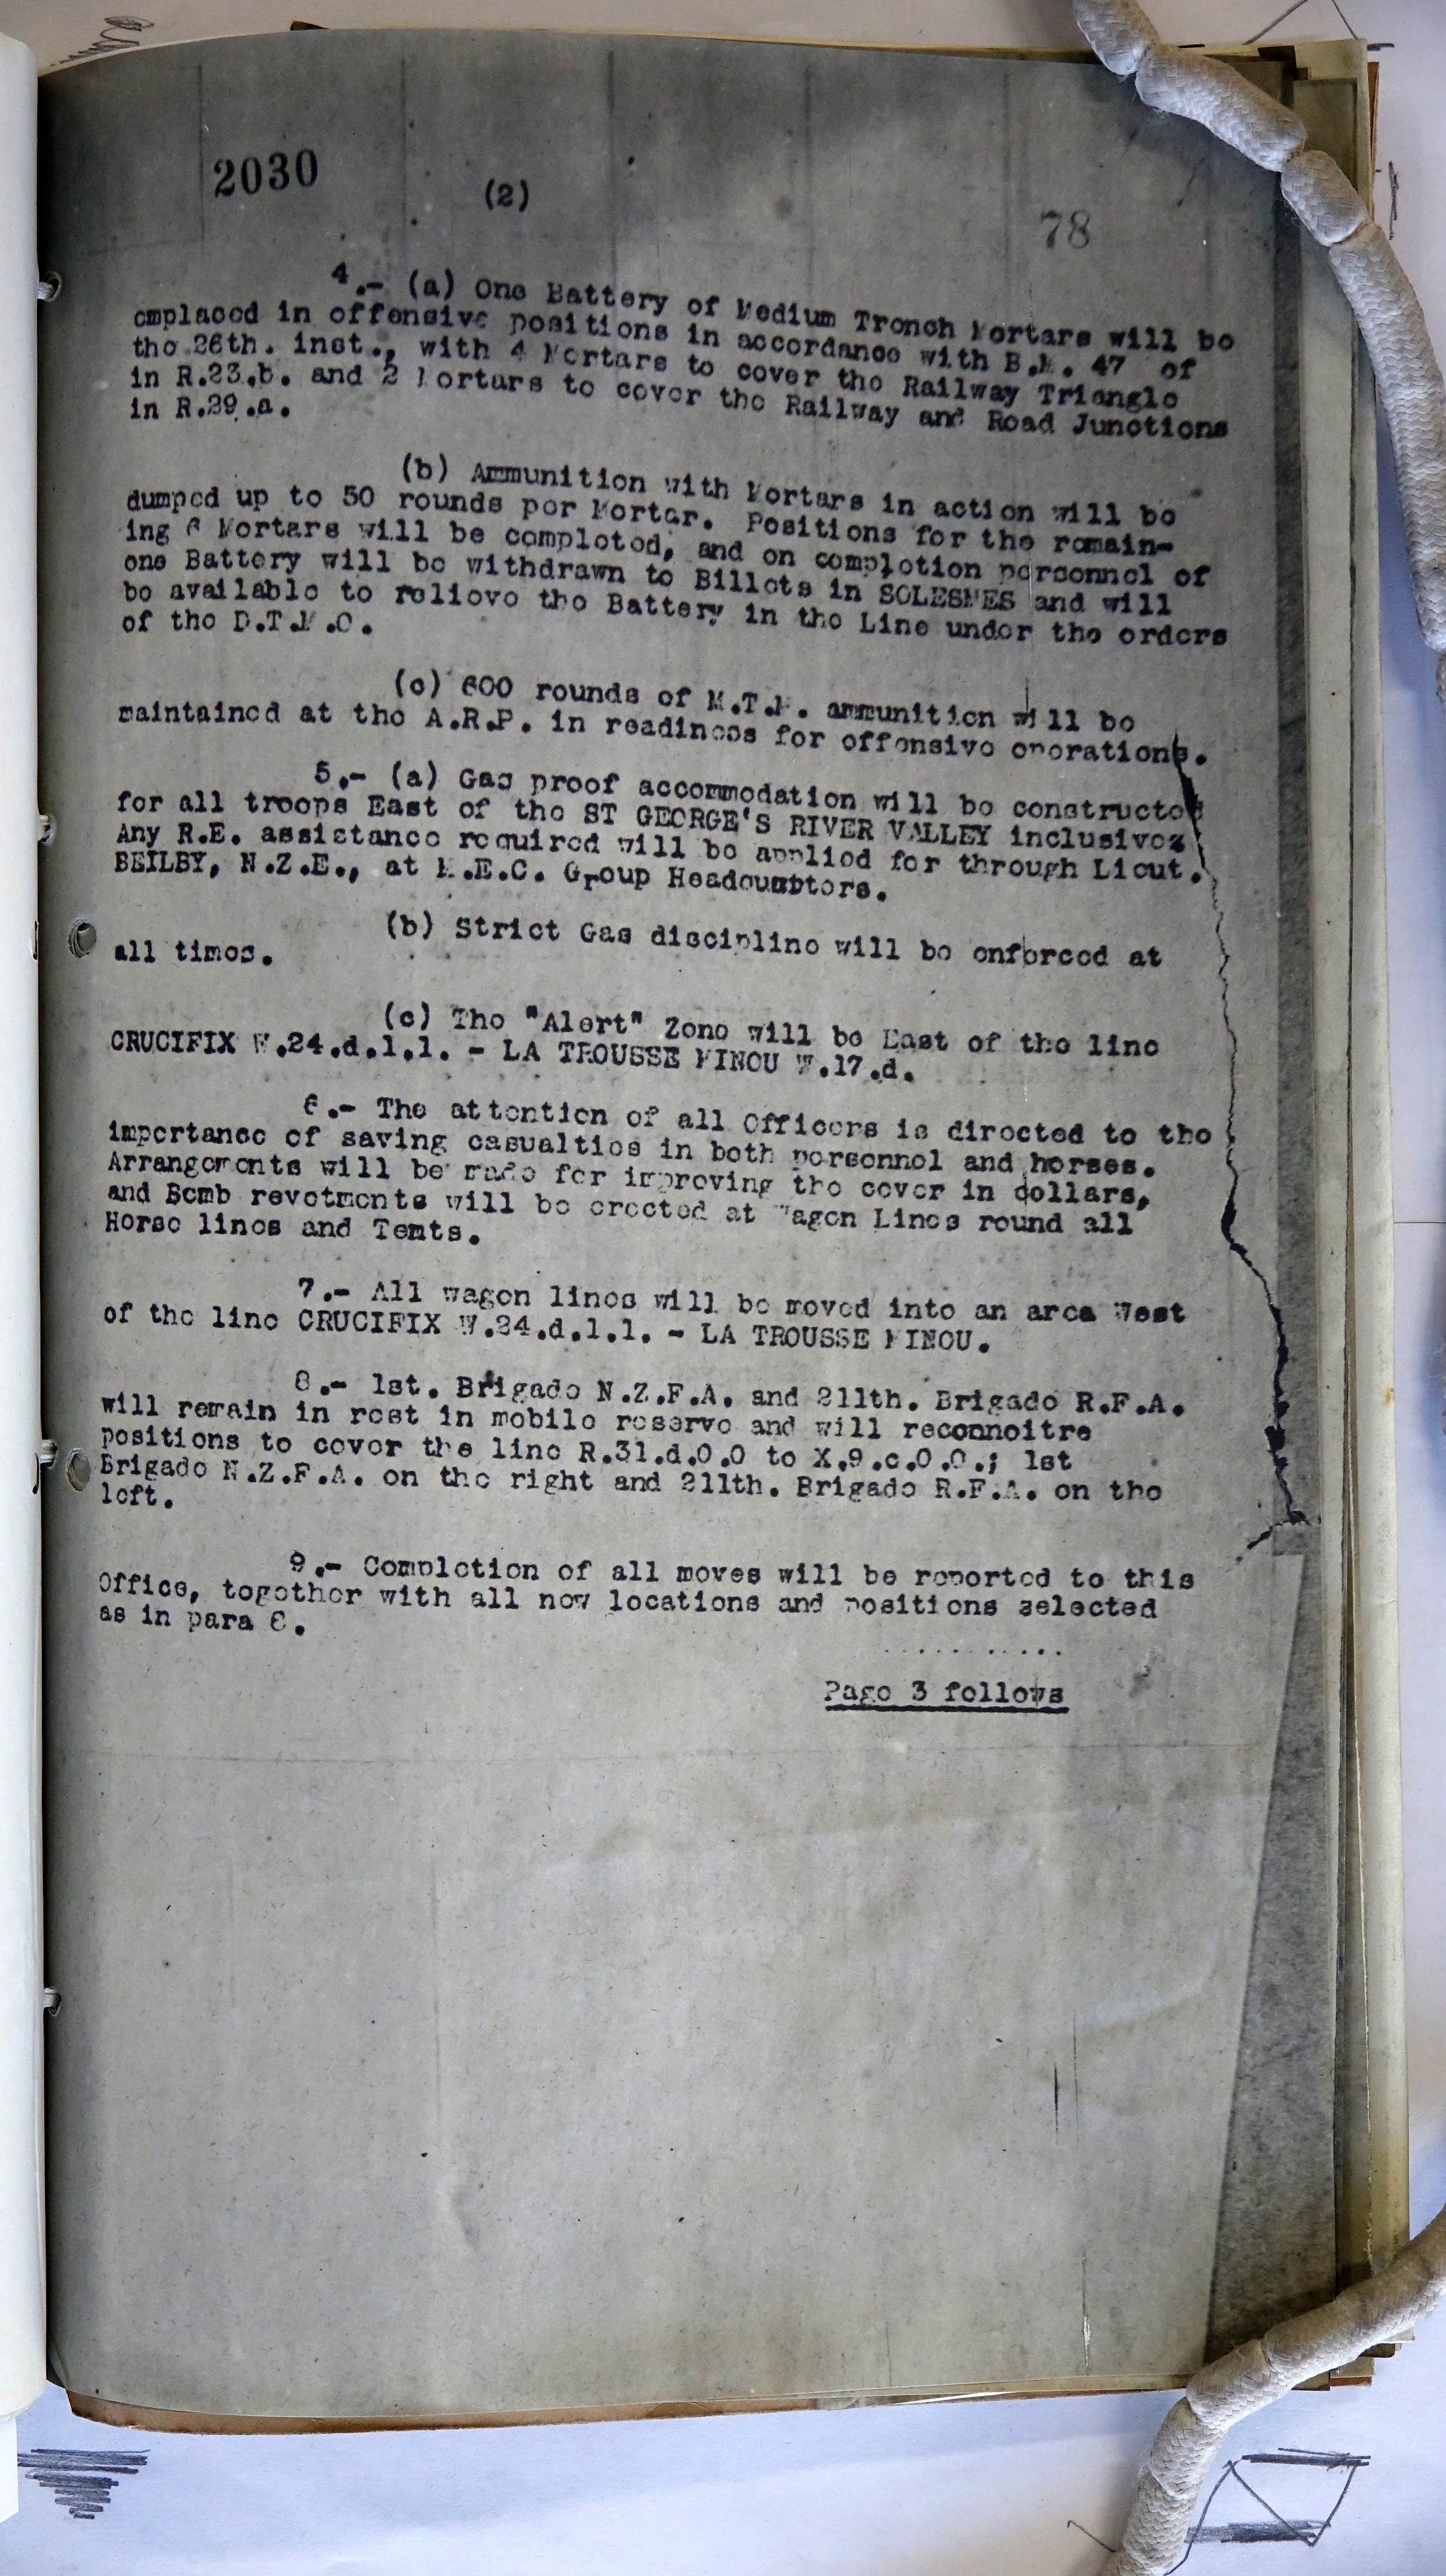 2030
(2)
78
4.- (a) One Battery of Medium Trench Mortars will be
emplaced in offensive positions in accordance with B.M. 47 of
the 26th. inst., with 4 Mortars to cover the Railway Triangle
in R.23.b. and 2 Mortars to cover the Railway and Road Junctions
in R.29.a.
(b) Ammunition with Mortars in action will be
dumped up to 50 rounds per Mortar. Positions for the remain-
ing 6 Mortars will be completed, and on completion personnel of
one Battery will be withdrawn to Billets in SOLESMES and will
be available to relieve the Battery in the Line under the orders
of the D.T.M.O.
(c) 600 rounds of M.T.M. ammunition will be
maintained at the A.R.P. in readiness for offensive operations.
5.- (a) Gas proof accommodation will be constructed
for all troops East of the ST GEORGE'S RIVER VALLEY inclusive.
Any R.E. assistance required will be applied for through Lieut.
BEILBY, N.Z.E., at M.E.C. Group Headquarters.
(b) Strict Gas discipline will be enforced at
all times.
(c) The "Alert" Zone will be East of the line
CRUCIFIX W.24.d.1.1. - LA TROUSSE MINOU W.17.d.
6.- The attention of all Officers is directed to the
importance of saving casualties in both personnel and horses.
Arrangements will be made for improving the cover in dollars,
and Bomb revetments will be erected at Wagon Lines round all
Horse lines and Temts.
7.- All wagon lines will be moved into an area West
of the line CRUCIFIX W.24.d.1.1. - LA TROUSSE MINOU.
8.- 1st. Brigade N.Z.F.A. and 211th. Brigade R.F.A.
will remain in rest in mobile reserve and will reconnoitre
positions to cover the line R.31.d.0.0 to X.9.c.0.0.; 1st
Brigade N.Z.F.A. on the right and 211th. Brigade R.F.A. on the
left.
9.- Completion of all moves will be reported to this
Office, together with all new locations and positions selected
as in para 6.
...........
Page 3 follows